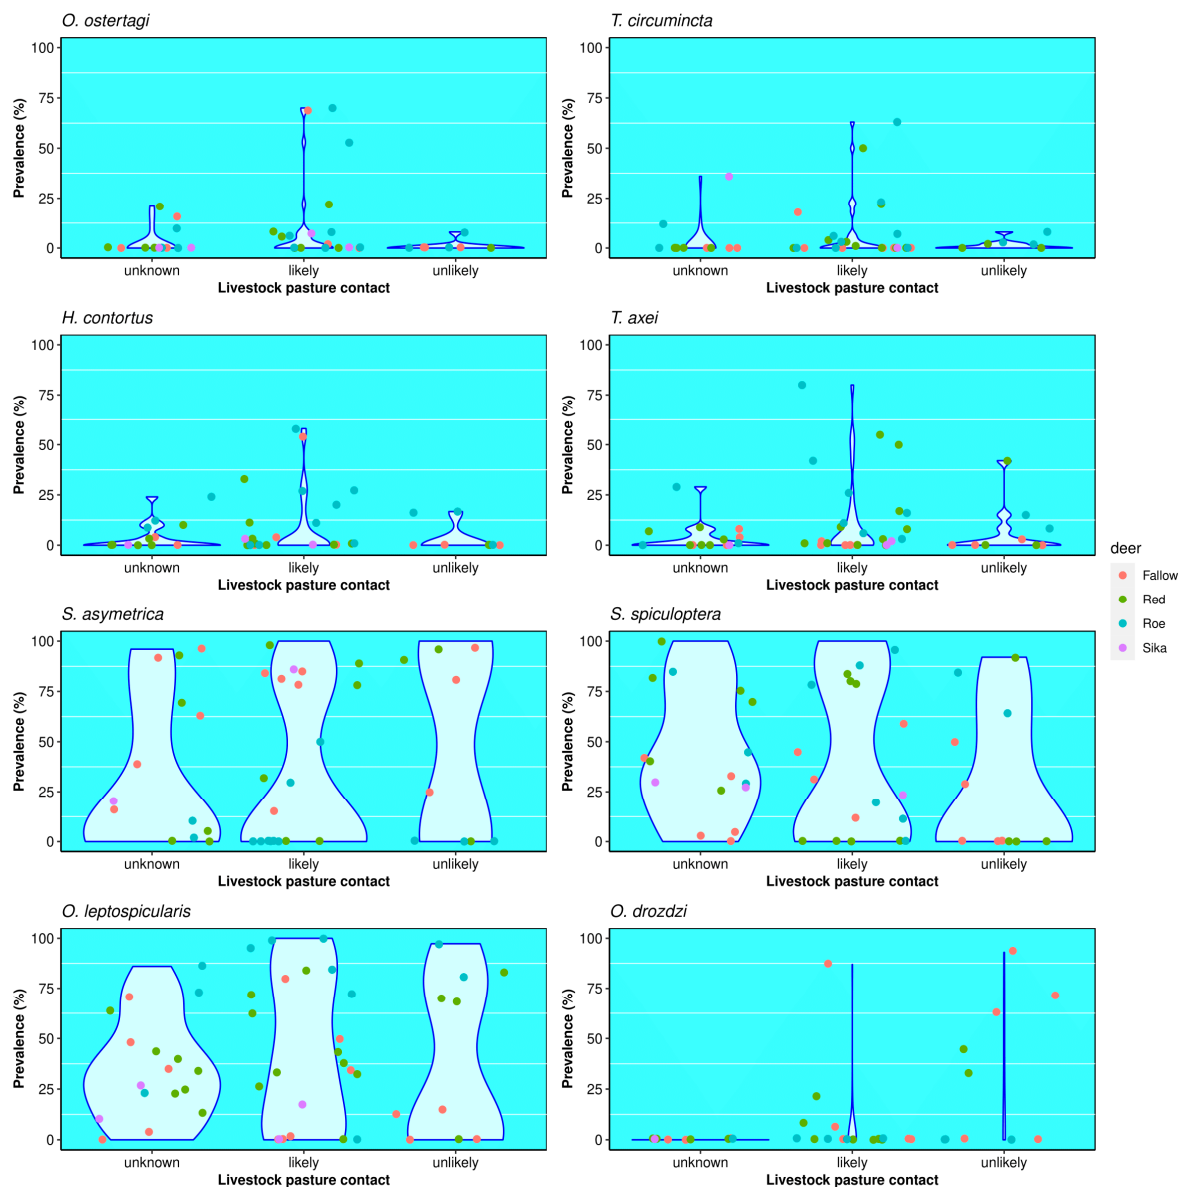 O. ostertagi
T. circumincta
Prevalence (%)
100
75
50
25
0
unknown likely unlikely
Livestock pasture contact
Prevalence (%)
100
75
50
25
0
unknown likely unlikely
Livestock pasture contact
H. contortus
T. axei
Prevalence (%)
100
75
50
25
0
unknown likely unlikely
Livestock pasture contact
Prevalence (%)
100
75
50
25
0
unknown likely unlikely
Livestock pasture contact
deer
Fallow
Red
Roe
Sika
S. asymetrica
S. spiculoptera
Prevalence (%)
100
75
50
25
0
unknown likely unlikely
Livestock pasture contact
Prevalence (%)
100
75
50
25
0
unknown likely unlikely
Livestock pasture contact
O. leptospicularis
O. drozdzi
Prevalence (%)
100
75
50
25
0
unknown likely unlikely
Livestock pasture contact
Prevalence (%)
100
75
50
25
0
unknown likely unlikely
Livestock pasture contact